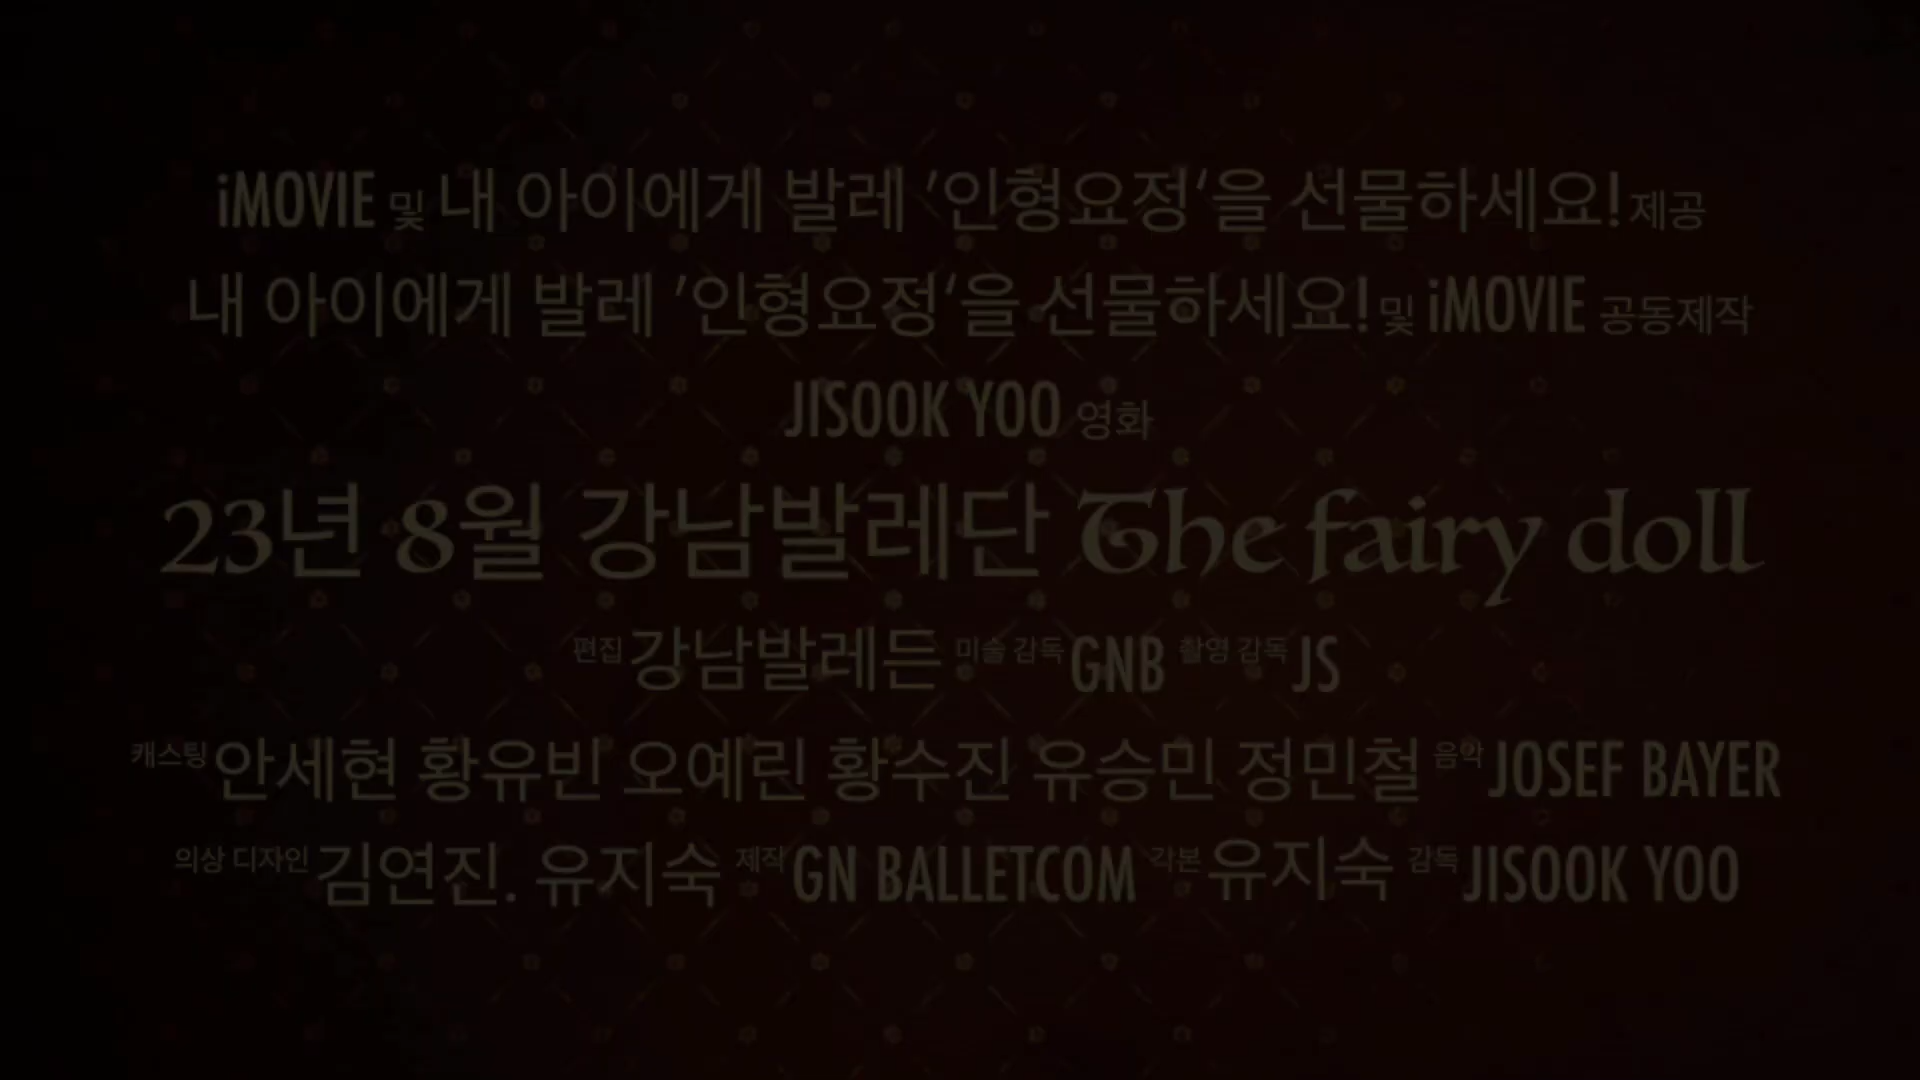 iMOVIE 및 내 아이에게 발레 '인형요정'을 선물하세요! 제공
내 아이에게 발레 '인형요정'을 선물하세요! 및 iMOVIE 공동제작
JISOOK YOO 영화
23년 8월 강남발레단 The fairy doll
편집 강남발레든 미술 감독 GNB 촬영 감독 JS
캐스팅 안세현 황유빈 오예린 황수진 유승민 정민철 음악 JOSEF BAYER
의상 디자인 김연진. 유지숙 제작 GN BALLETCOM 각본 유지숙 감독 JISOOK YOO